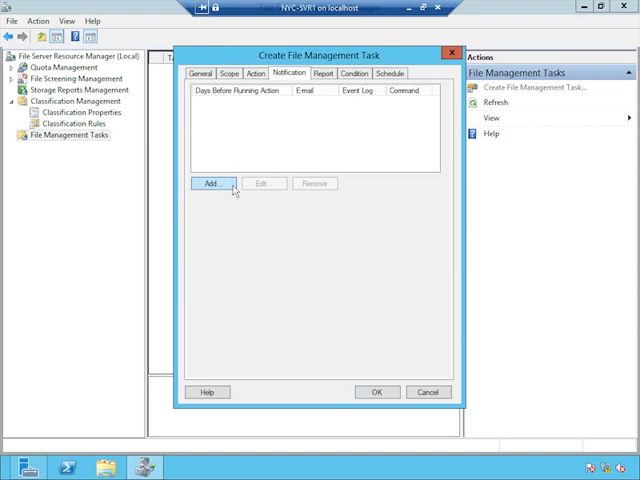 NYC-SVR1 on localhost
File Action View Help
File Server Resource Manager (Local)
Quota Management
File Screening Management
Storage Reports Management
Classification Management
Classification Properties
Classification Rules
File Management Tasks
Create File Management Task
General Scope Action Notification Report Condition Schedule
Days Before Running Action E-mail Event Log Command
Add... Edit... Remove
Help OK Cancel
Actions
File Management Tasks
Create File Management Task...
Refresh
View
Help